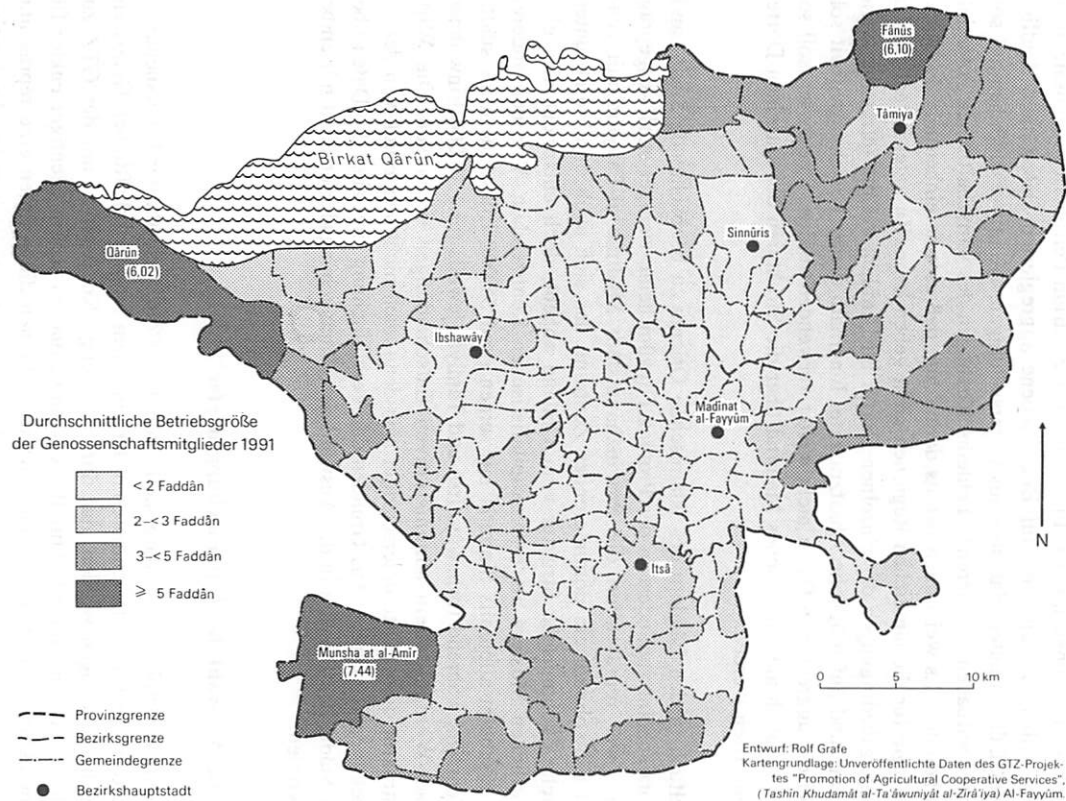 Fânûs
(6,10)
Tâmiya
Birkat Qârûn
Sinnûris
Qârûn
(6,02)
Ibshawây
Madînat
al-Fayyûm
Durchschnittliche Betriebsgröße
der Genossenschaftsmitglieder 1991
< 2 Faddân
2–<3 Faddân
3–<5 Faddân
≥ 5 Faddân
N
Itsâ
Munsha at al-Amîr
(7,44)
0 5 10 km
Provinzgrenze
Bezirksgrenze
Gemeindegrenze
Bezirkshauptstadt
Entwurf: Rolf Grafe
Kartengrundlage: Unveröffentlichte Daten des GTZ-Projek-
tes "Promotion of Agricultural Cooperative Services",
(Tashîn Khudamât al-Ta'âwuniyât al-Zirâ'iya) Al-Fayyûm.